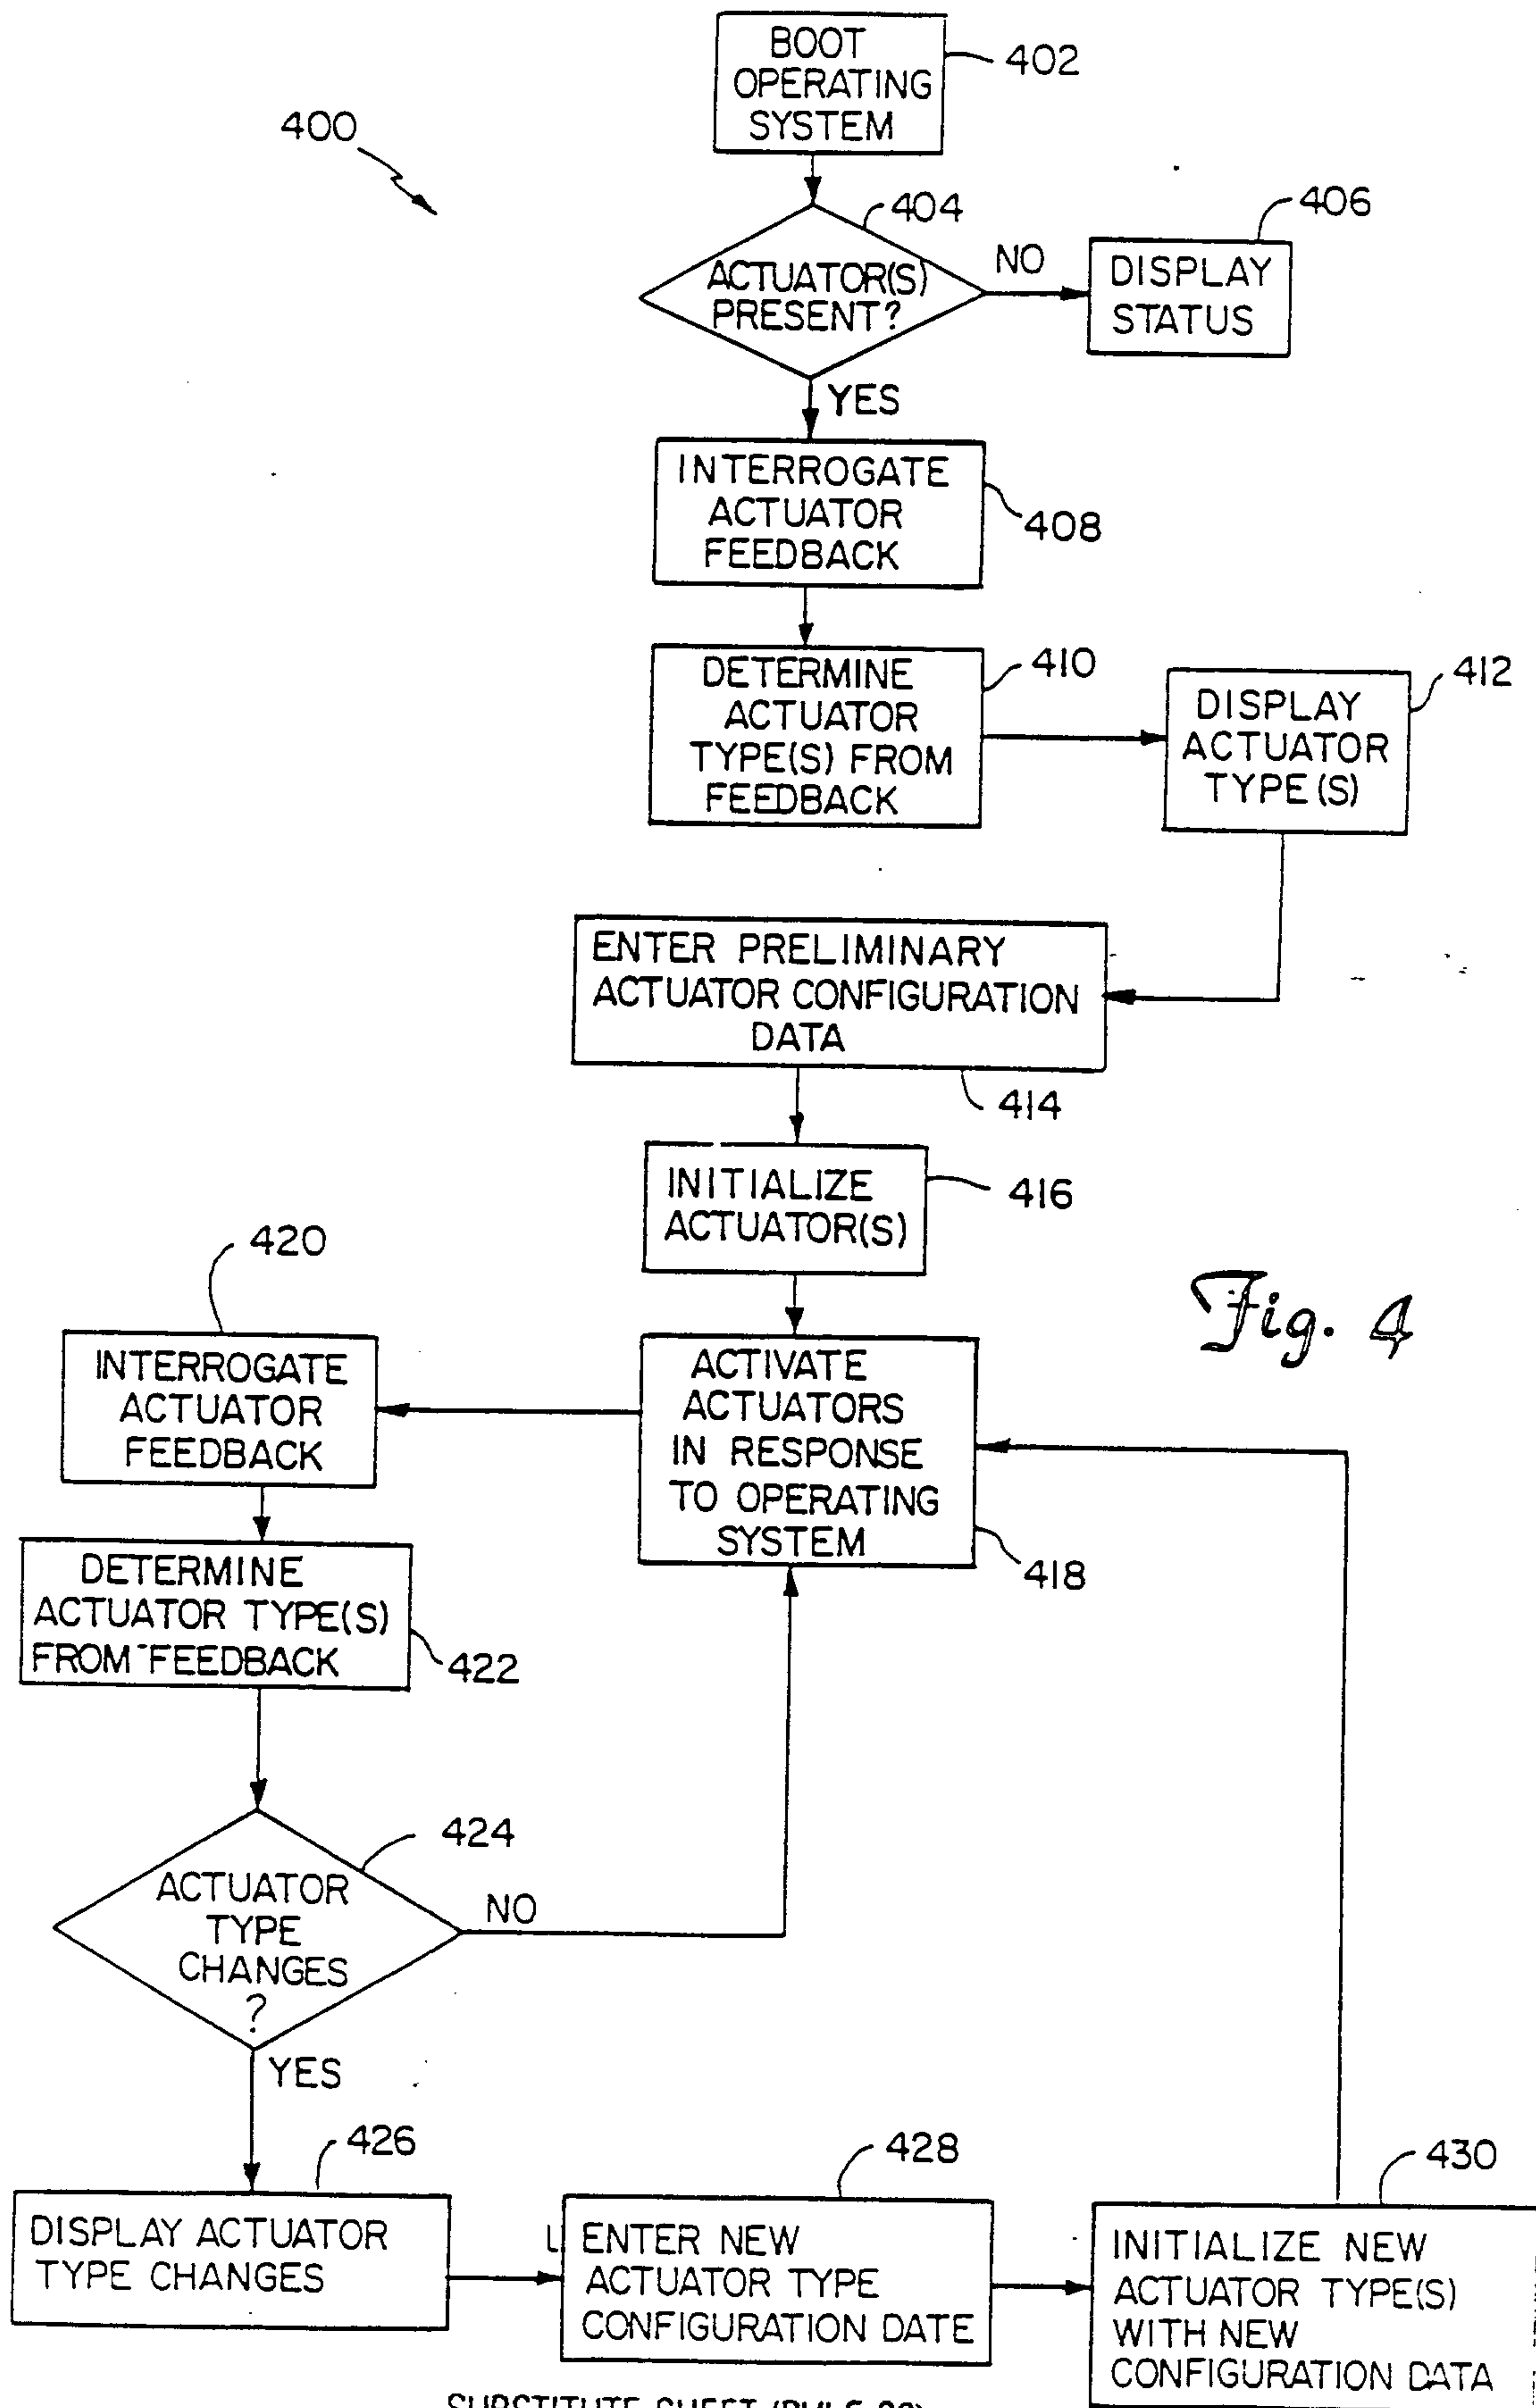 BOOT
OPERATING
SYSTEM
402
400
404
ACTUATOR(S)
PRESENT?
NO
406
DISPLAY
STATUS
YES
INTERROGATE
ACTUATOR
FEEDBACK
408
DETERMINE
ACTUATOR
TYPE(S) FROM
FEEDBACK
410
DISPLAY
ACTUATOR
TYPE(S)
412
ENTER PRELIMINARY
ACTUATOR CONFIGURATION
DATA
414
INITIALIZE
ACTUATOR(S)
416
Fig. 4
ACTIVATE
ACTUATORS
IN RESPONSE
TO OPERATING
SYSTEM
418
420
INTERROGATE
ACTUATOR
FEEDBACK
DETERMINE
ACTUATOR TYPE(S)
FROM FEEDBACK
422
424
ACTUATOR
TYPE
CHANGES
?
NO
YES
426
DISPLAY ACTUATOR
TYPE CHANGES
428
ENTER NEW
ACTUATOR TYPE
CONFIGURATION DATE
430
INITIALIZE NEW
ACTUATOR TYPE(S)
WITH NEW
CONFIGURATION DATA
SUBSTITUTE SHEET